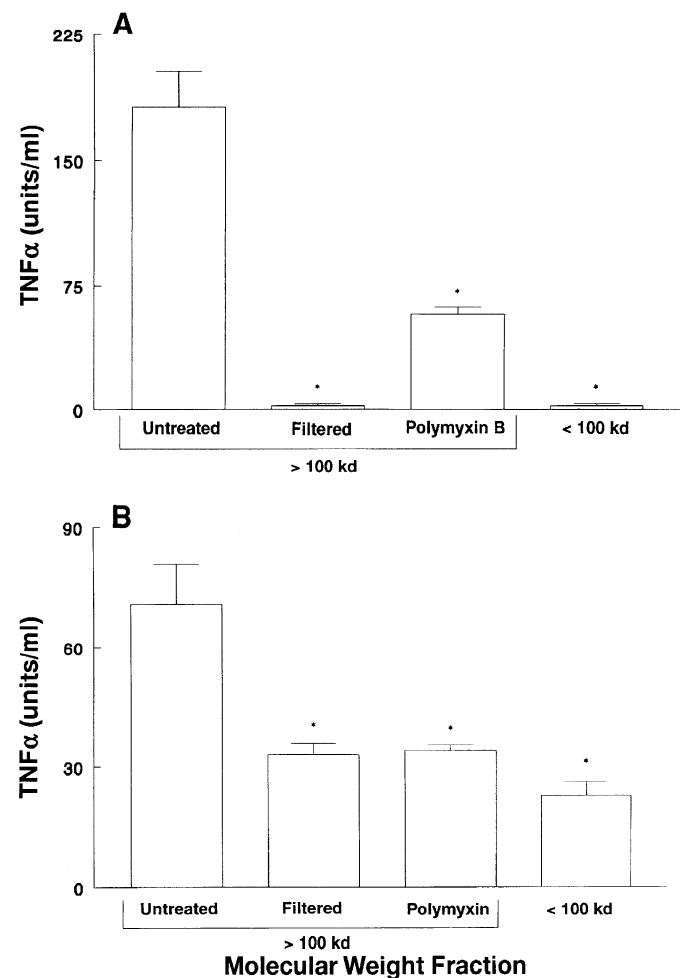 A
225
150
75
0
TNFα (units/ml)
*
*
*
Untreated Filtered Polymyxin B < 100 kd
> 100 kd
B
90
60
30
0
TNFα (units/ml)
*
*
*
Untreated Filtered Polymyxin < 100 kd
> 100 kd
Molecular Weight Fraction